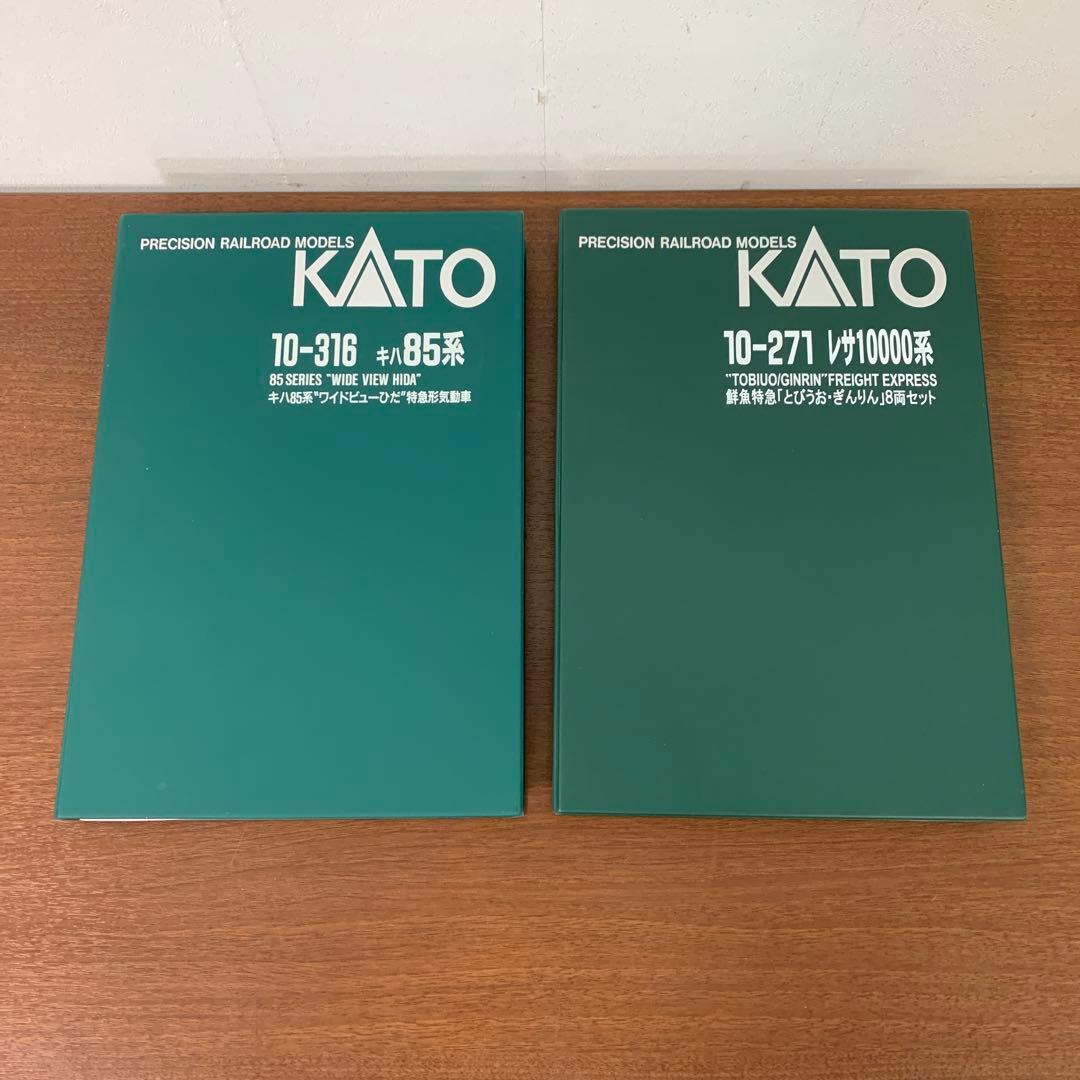 PRECISION RAILROAD MODELS
KATO
10-316 キハ85系
85 SERIES "WIDE VIEW HIDA"
キハ85系"ワイドビューひだ"特急形気動車
PRECISION RAILROAD MODELS
KATO
10-271 レサ10000系
"TOBIUO/GINRIN"FREIGHT EXPRESS
鮮魚特急「とびうお・ぎんりん」8両セット